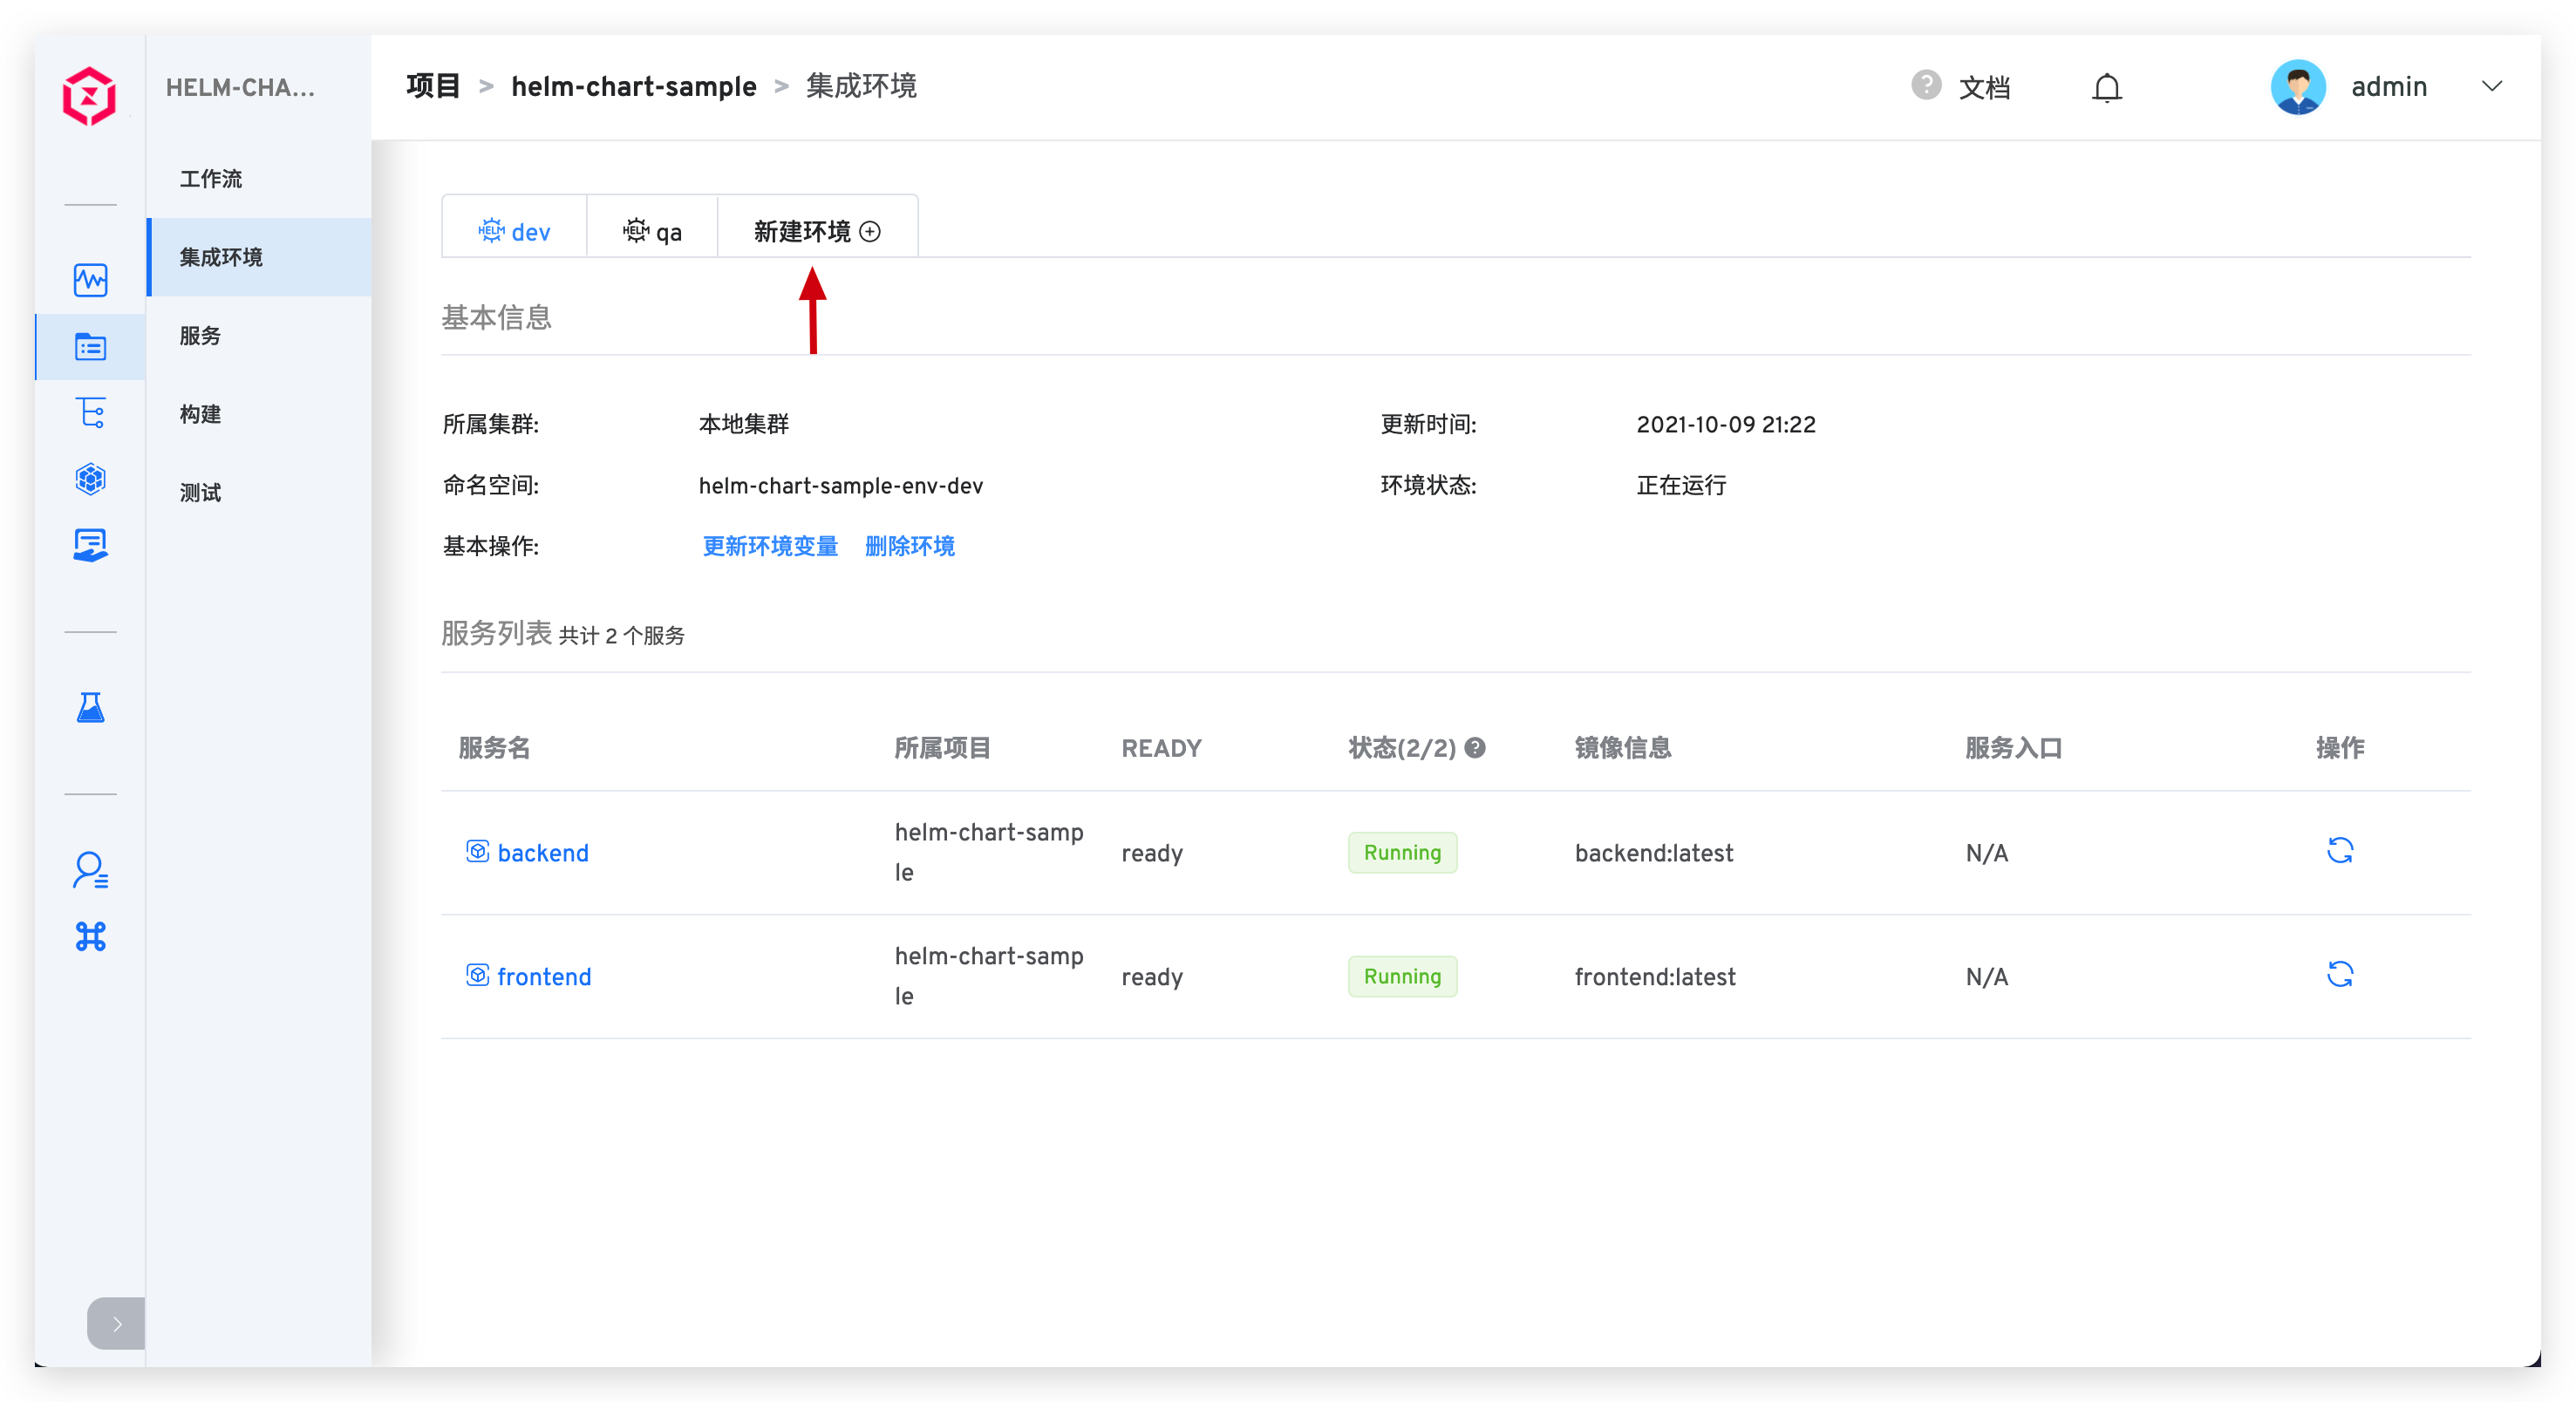 HELM-CHA...
项目 > helm-chart-sample > 集成环境
? 文档
admin
工作流
集成环境
服务
构建
测试
HELM dev
HELM qa
新建环境
基本信息
所属集群: 本地集群 更新时间: 2021-10-09 21:22
命名空间: helm-chart-sample-env-dev 环境状态: 正在运行
基本操作: 更新环境变量 删除环境
服务列表 共计 2 个服务
服务名 所属项目 READY 状态(2/2) ? 镜像信息 服务入口 操作
backend helm-chart-samp
le ready Running backend:latest N/A
frontend helm-chart-samp
le ready Running frontend:latest N/A